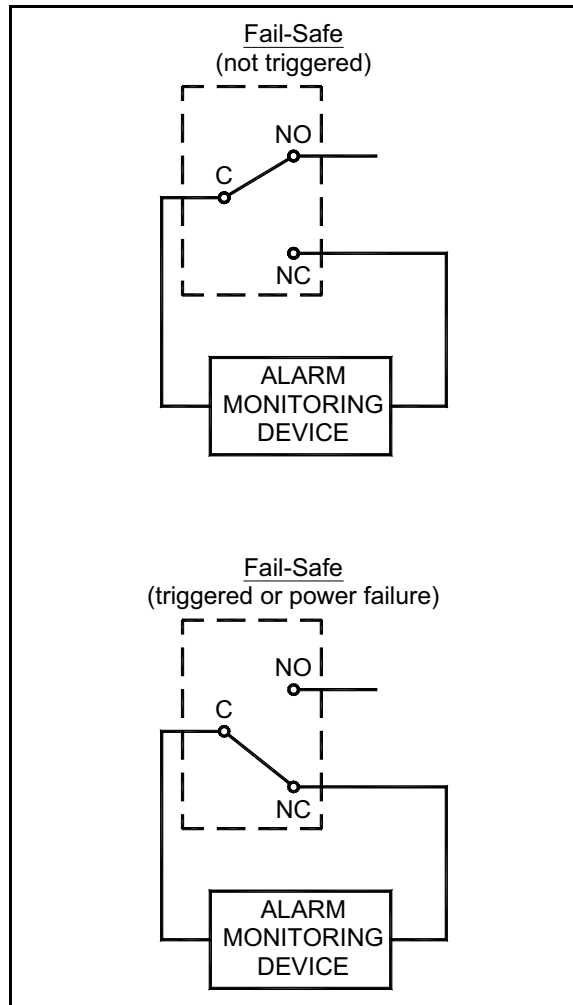 Fail-Safe
(not triggered)
NO
C
NC
ALARM
MONITORING
DEVICE
Fail-Safe
(triggered or power failure)
NO
C
NC
ALARM
MONITORING
DEVICE